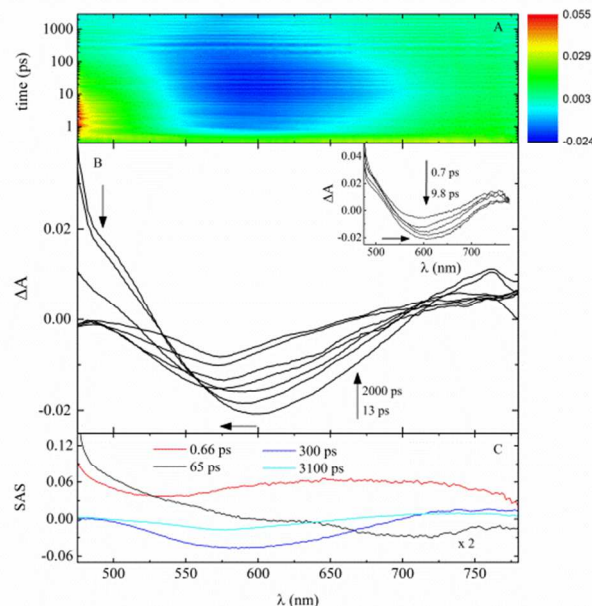 A
time (ps)
1000
100
10
1
0.055
0.029
0.003
-0.024
B
ΔA
0.02
0.00
-0.02
2000 ps
13 ps
ΔA
0.04
0.02
0.00
-0.02
0.7 ps
9.8 ps
500
600
700
λ (nm)
C
SAS
0.12
0.06
0.00
-0.06
0.66 ps
65 ps
300 ps
3100 ps
x 2
500
550
600
650
700
750
λ (nm)